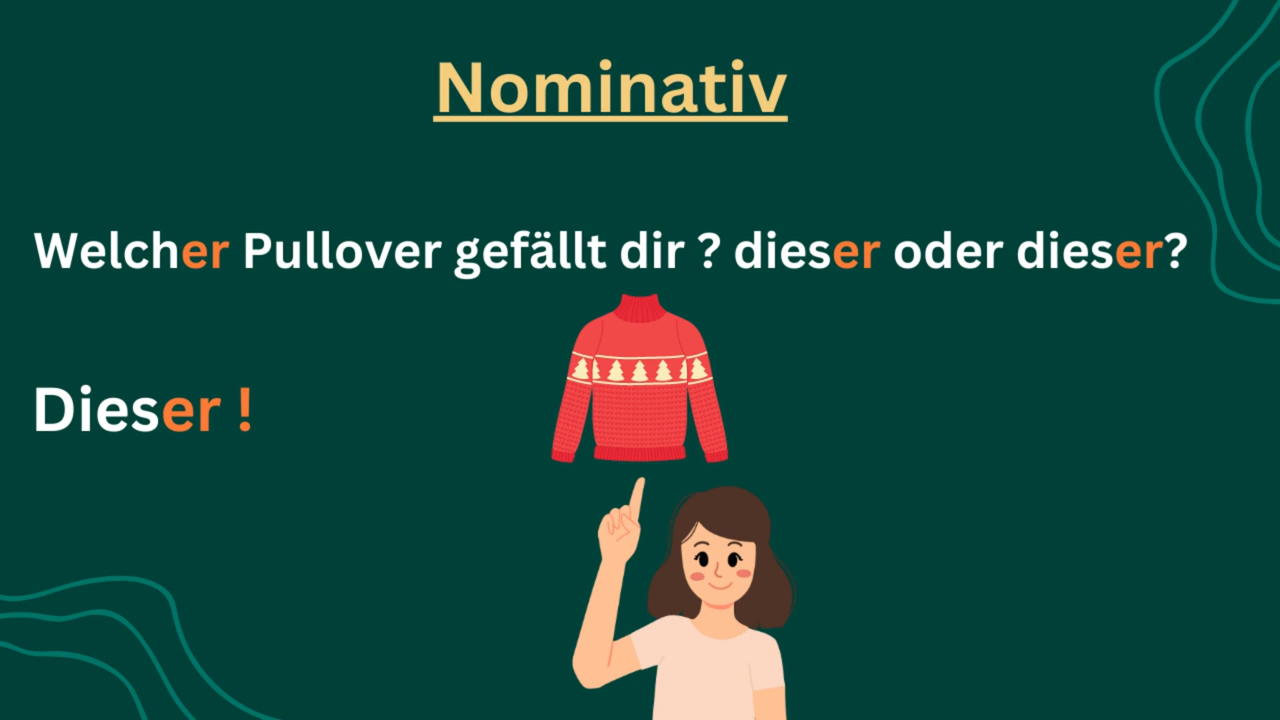 Nominativ
Welcher Pullover gefällt dir ? dieser oder dieser?
Dieser !